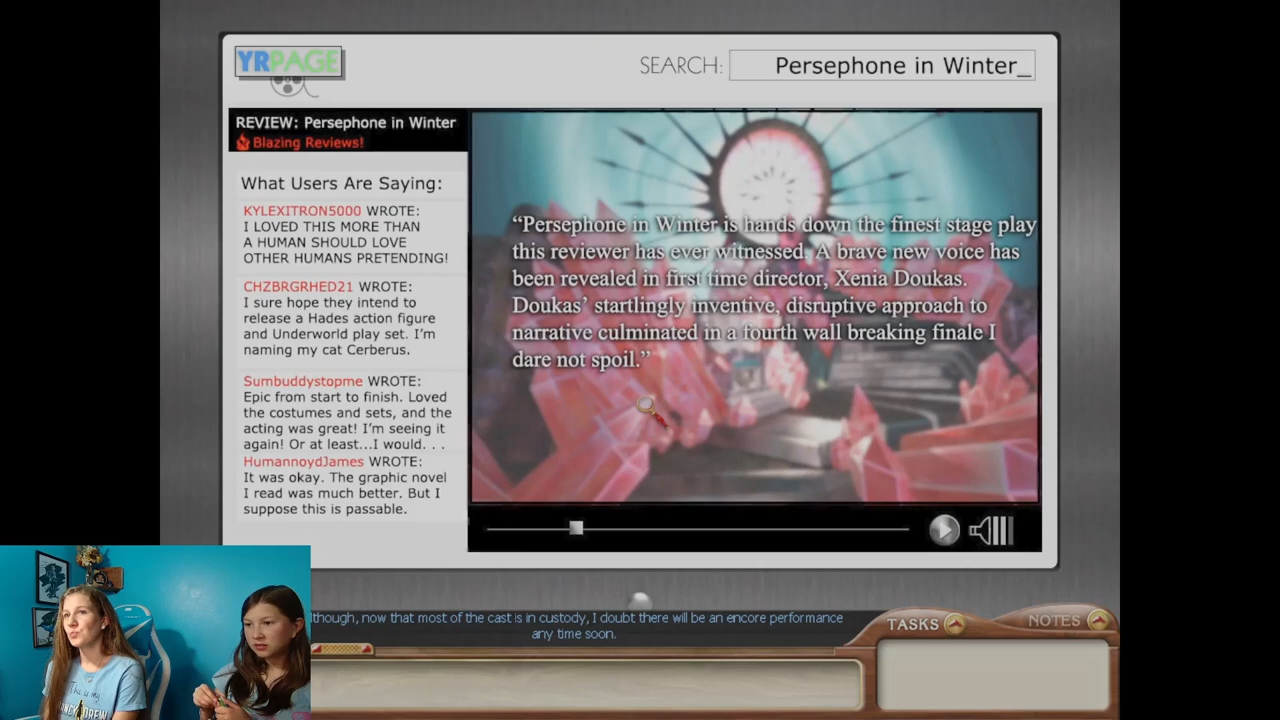 YRPAGE
SEARCH: Persephone in Winter_
REVIEW: Persephone in Winter
Blazing Reviews!
What Users Are Saying:
KYLEXITRON5000 WROTE:
I LOVED THIS MORE THAN
A HUMAN SHOULD LOVE
OTHER HUMANS PRETENDING!
CHZBRGRHED21 WROTE:
I sure hope they intend to
release a Hades action figure
and Underworld play set. I'm
naming my cat Cerberus.
Sumbuddystopme WROTE:
Epic from start to finish. Loved
the costumes and sets, and the
acting was great! I'm seeing it
again! Or at least...I would. . .
HumannoydJames WROTE:
It was okay. The graphic novel
I read was much better. But I
suppose this is passable.
“Persephone in Winter is hands down the finest stage play
this reviewer has ever witnessed. A brave new voice has
been revealed in first time director, Xenia Doukas.
Doukas’ startlingly inventive, disruptive approach to
narrative culminated in a fourth wall breaking finale I
dare not spoil.”
lthough, now that most of the cast is in custody, I doubt there will be an encore performance
any time soon.
TASKS
NOTES
This is my
NCY DREW